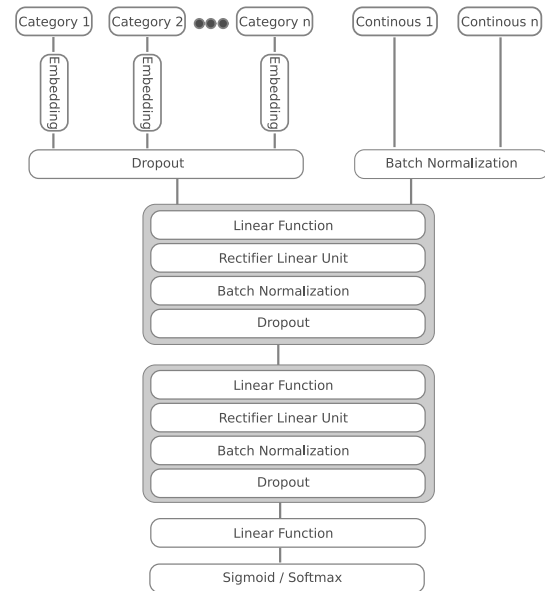 Category 1
Category 2
Category n
Continous 1
Continous n
Embedding
Embedding
Embedding
Dropout
Batch Normalization
Linear Function
Rectifier Linear Unit
Batch Normalization
Dropout
Linear Function
Rectifier Linear Unit
Batch Normalization
Dropout
Linear Function
Sigmoid / Softmax